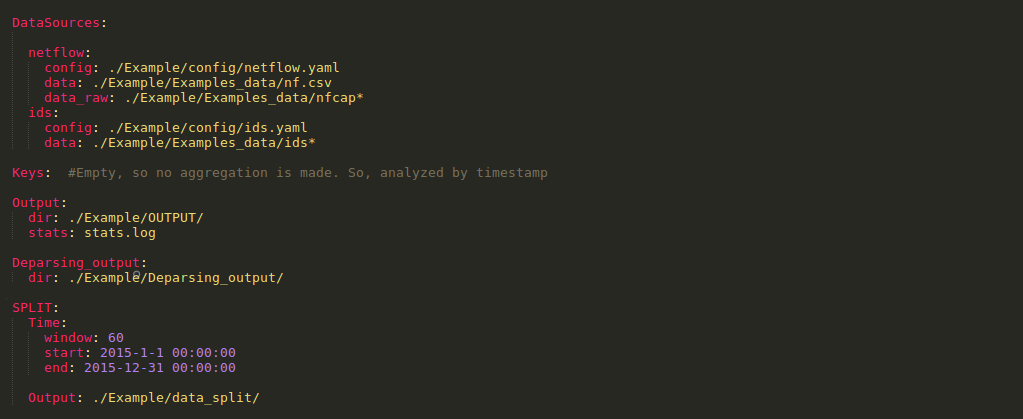 DataSources:
netflow:
config: ./Example/config/netflow.yaml
data: ./Example/Examples_data/nf.csv
data_raw: ./Example/Examples_data/nfcap*
ids:
config: ./Example/config/ids.yaml
data: ./Example/Examples_data/ids*
Keys:  #Empty, so no aggregation is made. So, analyzed by timestamp
Output:
dir: ./Example/OUTPUT/
stats: stats.log
Deparsing_output:
dir: ./Example/Deparsing_output/
SPLIT:
Time:
window: 60
start: 2015-1-1 00:00:00
end: 2015-12-31 00:00:00
Output: ./Example/data_split/